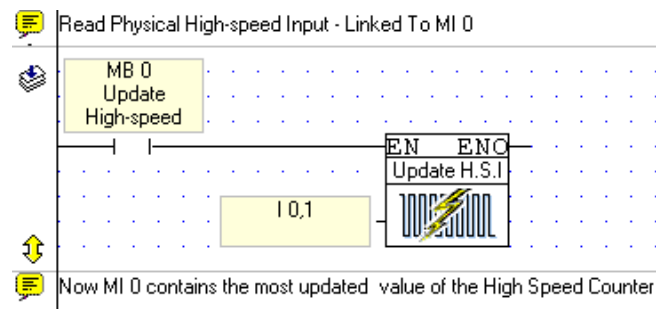 Read Physical High-speed Input - Linked To MI 0
MB 0
Update
High-speed
EN ENO
Update H.S.I
I 0,1
Now MI 0 contains the most updated value of the High Speed Counter